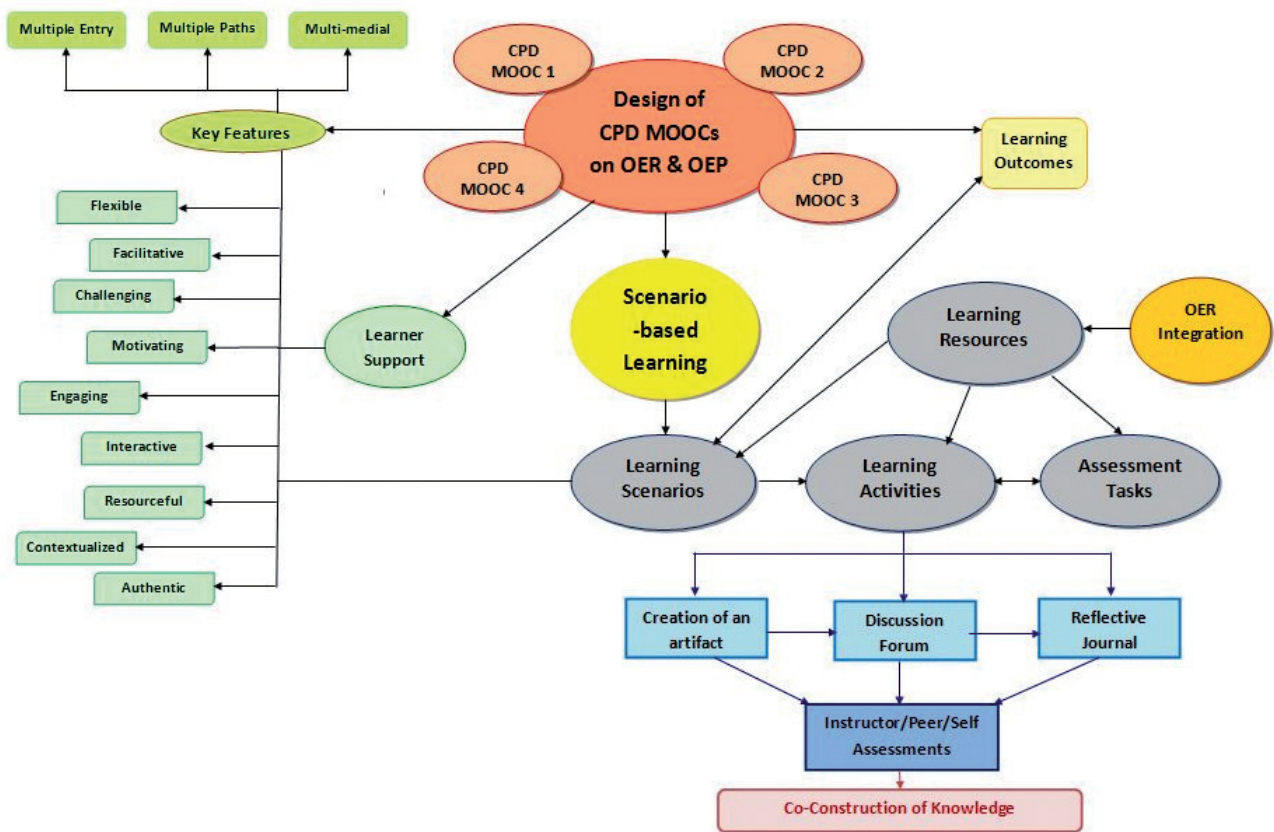 Multiple Entry
Multiple Paths
Multi-medial
CPD
MOOC 1
CPD
MOOC 2
Design of
CPD MOOCs
on OER & OEP
Key Features
Learning
Outcomes
CPD
MOOC 4
CPD
MOOC 3
Flexible
Facilitative
Challenging
Motivating
Engaging
Interactive
Resourceful
Contextualized
Authentic
Learner
Support
Scenario
-based
Learning
Learning
Resources
OER
Integration
Learning
Scenarios
Learning
Activities
Assessment
Tasks
Creation of an
artifact
Discussion
Forum
Reflective
Journal
Instructor/Peer/Self
Assessments
Co-Construction of Knowledge